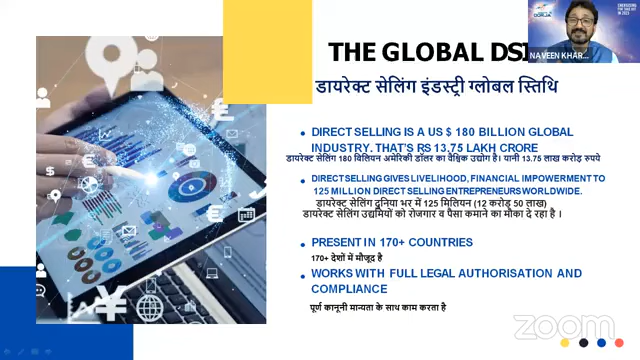 THE GLOBAL DSI
डायरेक्ट सेलिंग इंडस्ट्री ग्लोबल स्तिथि
DIRECT SELLING IS A US $ 180 BILLION GLOBAL
INDUSTRY. THAT'S RS 13.75 LAKH CRORE
डायरेक्ट सेलिंग 180 बिलियन अमेरिकी डॉलर का वैश्विक उद्योग है। यानी 13.75 लाख करोड़ रुपये
DIRECT SELLING GIVES LIVELIHOOD, FINANCIAL IMPOWERMENT TO
125 MILLION DIRECT SELLING ENTREPRENEURS WORLDWIDE.
डायरेक्ट सेलिंग दुनिया भर में 125 मिलियन (12 करोड़ 50 लाख)
डायरेक्ट सेलिंग उद्यमियों को रोजगार व पैसा कमाने का मौका दे रहा है ।
PRESENT IN 170+ COUNTRIES
170+ देशों में मौजूद है
WORKS WITH FULL LEGAL AUTHORISATION AND
COMPLIANCE
पूर्ण कानूनी मान्यता के साथ काम करता है
NAVEEN KHAR...
zoom